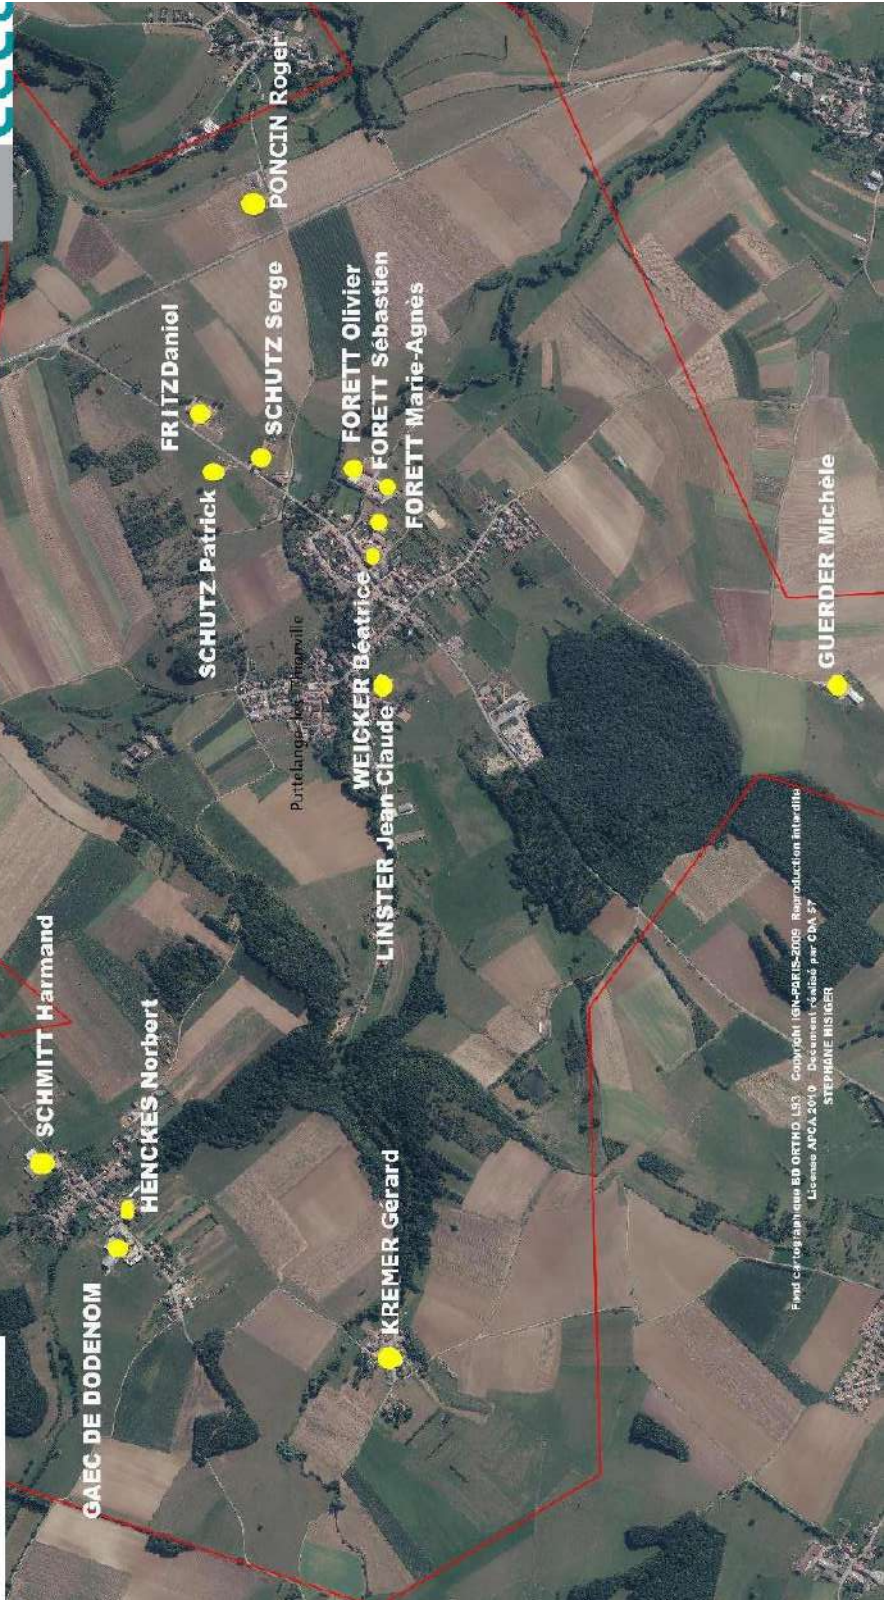 SCHMITT Harmand
GAEC DE DODENOM
HENCKES Norbert
KREMER Gérard
Puttelange-lès-Thionville
SCHUTZ Patrick
FRITZDaniel
SCHUTZ Serge
PONCIN Roger
FORETT Olivier
FORETT Sébastien
FORETT Marie-Agnès
WEICKER Béatrice
LINSTER Jean-Claude
GUERDER Michèle
Fond cartographique BD ORTHO L93 Copyright IGN-PARIS-2009 Reproduction interdite
License APCA 2010 Document réalisé par CDA 57
STEPHANE HISIGER